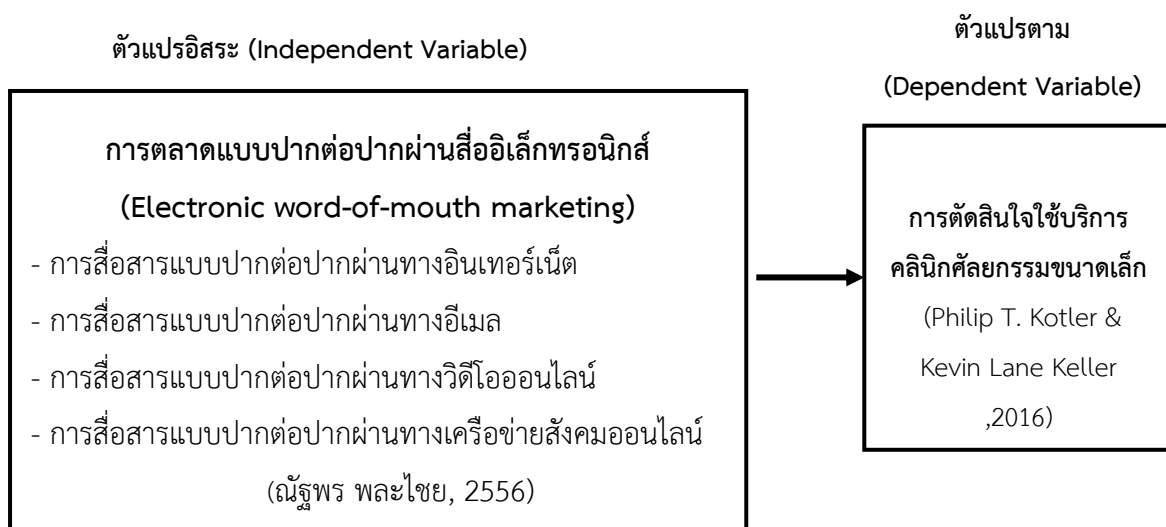 ตัวแปรอิสระ (Independent Variable)
การตลาดแบบปากต่อปากผ่านสื่ออิเล็กทรอนิกส์
(Electronic word-of-mouth marketing)
- การสื่อสารแบบปากต่อปากผ่านทางอินเทอร์เน็ต
- การสื่อสารแบบปากต่อปากผ่านทางอีเมล
- การสื่อสารแบบปากต่อปากผ่านทางวิดีโอออนไลน์
- การสื่อสารแบบปากต่อปากผ่านทางเครือข่ายสังคมออนไลน์
(ณัฐพร พละไชย, 2556)
ตัวแปรตาม
(Dependent Variable)
การตัดสินใจใช้บริการ
คลินิกศัลยกรรมขนาดเล็ก
(Philip T. Kotler &
Kevin Lane Keller
,2016)